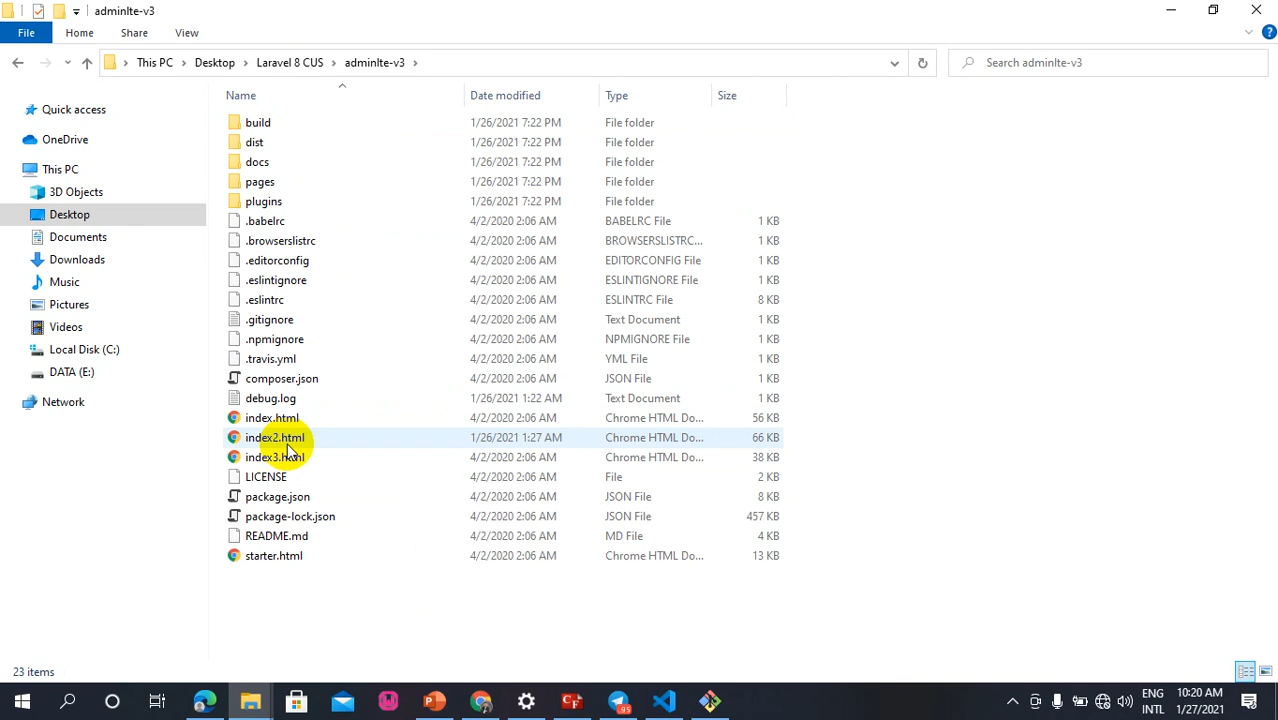 adminlte-v3
File Home Share View
This PC Desktop Laravel 8 CUS adminlte-v3 Search adminlte-v3
Name Date modified Type Size
Quick access
OneDrive
This PC
3D Objects
Desktop
Documents
Downloads
Music
Pictures
Videos
Local Disk (C:)
DATA (E:)
Network
build 1/26/2021 7:22 PM File folder
dist 1/26/2021 7:22 PM File folder
docs 1/26/2021 7:22 PM File folder
pages 1/26/2021 7:22 PM File folder
plugins 1/26/2021 7:22 PM File folder
.babelrc 4/2/2020 2:06 AM BABELRC File 1 KB
.browserslistrc 4/2/2020 2:06 AM BROWSERSLISTRC... 1 KB
.editorconfig 4/2/2020 2:06 AM EDITORCONFIG File 1 KB
.eslintignore 4/2/2020 2:06 AM ESLINTIGNORE File 1 KB
.eslintrc 4/2/2020 2:06 AM ESLINTRC File 8 KB
.gitignore 4/2/2020 2:06 AM Text Document 1 KB
.npmignore 4/2/2020 2:06 AM NPMIGNORE File 1 KB
.travis.yml 4/2/2020 2:06 AM YML File 1 KB
composer.json 4/2/2020 2:06 AM JSON File 1 KB
debug.log 1/26/2021 1:22 AM Text Document 1 KB
index.html 4/2/2020 2:06 AM Chrome HTML Do... 56 KB
index2.html 1/26/2021 1:27 AM Chrome HTML Do... 66 KB
index3.html 4/2/2020 2:06 AM Chrome HTML Do... 38 KB
LICENSE 4/2/2020 2:06 AM File 2 KB
package.json 4/2/2020 2:06 AM JSON File 8 KB
package-lock.json 4/2/2020 2:06 AM JSON File 457 KB
README.md 4/2/2020 2:06 AM MD File 4 KB
starter.html 4/2/2020 2:06 AM Chrome HTML Do... 13 KB
23 items
95
ENG
INTL
10:20 AM
1/27/2021